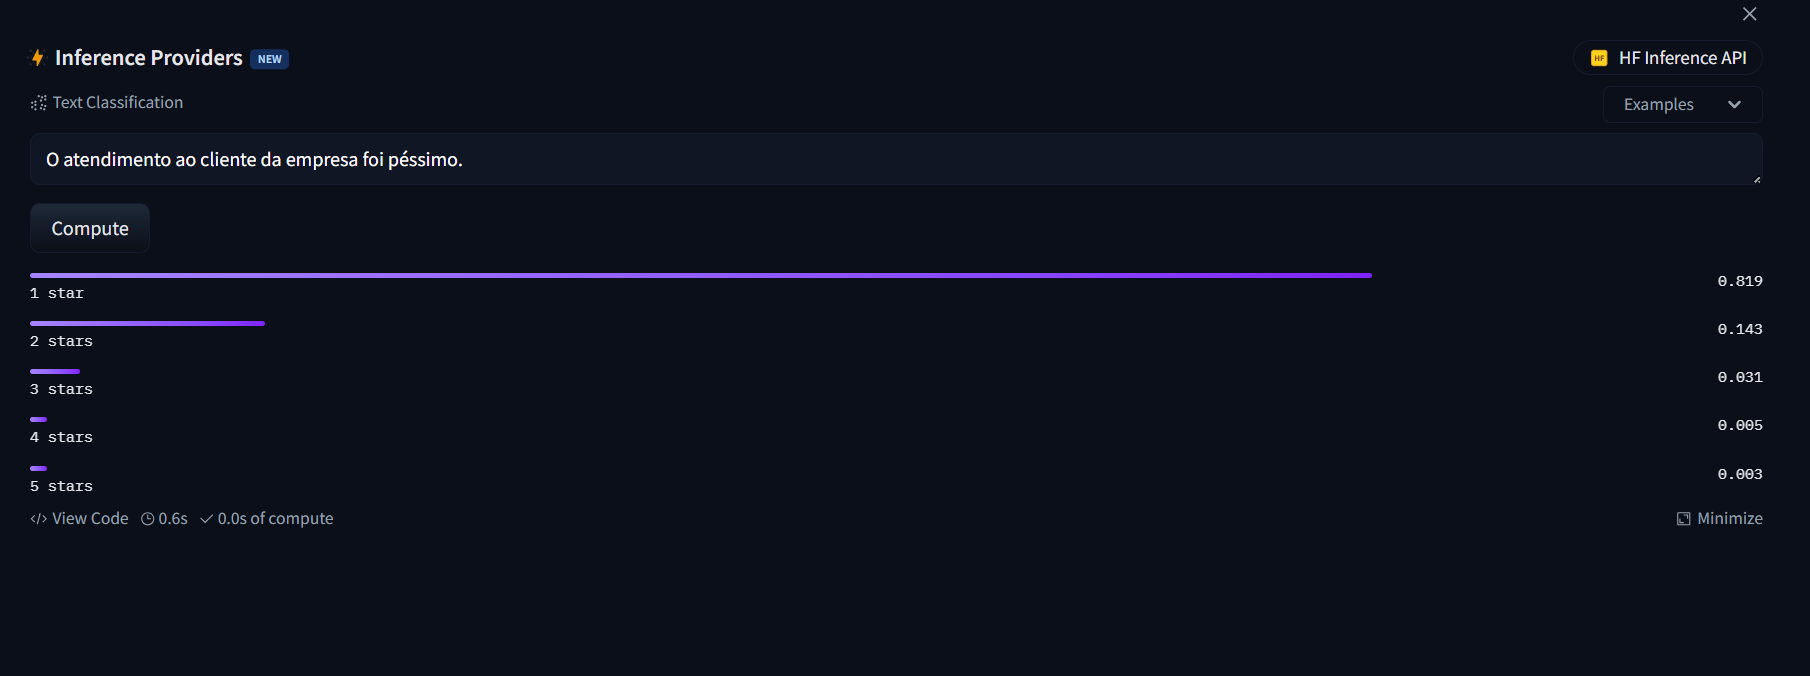 Inference Providers NEW
HF HF Inference API
Text Classification
Examples
O atendimento ao cliente da empresa foi péssimo.
Compute
1 star 0.819
2 stars 0.143
3 stars 0.031
4 stars 0.005
5 stars 0.003
</> View Code 0.6s 0.0s of compute
Minimize